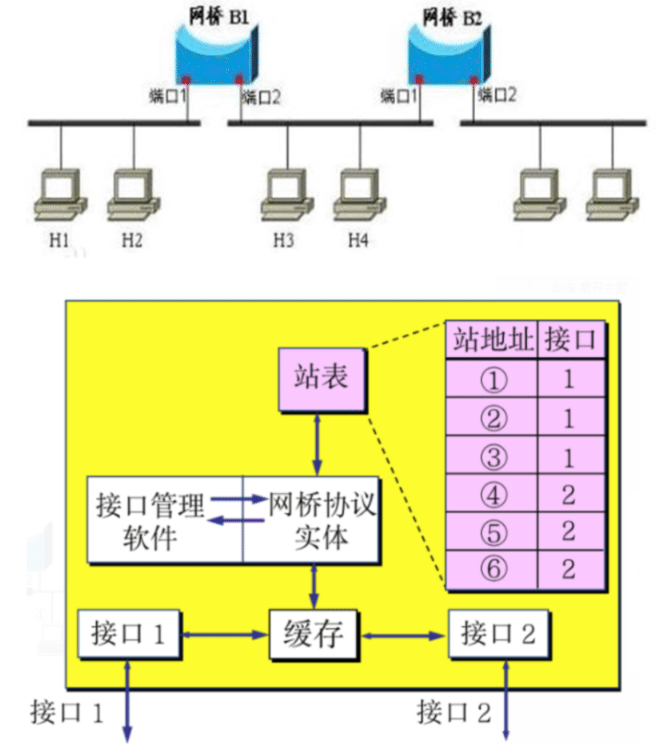 网桥 B1
网桥 B2
端口1
端口2
端口1
端口2
H1
H2
H3
H4
站表
站地址 接口
① 1
② 1
③ 1
④ 2
⑤ 2
⑥ 2
接口管理
软件
网桥协议
实体
接口 1
缓存
接口 2
接口 1
接口 2